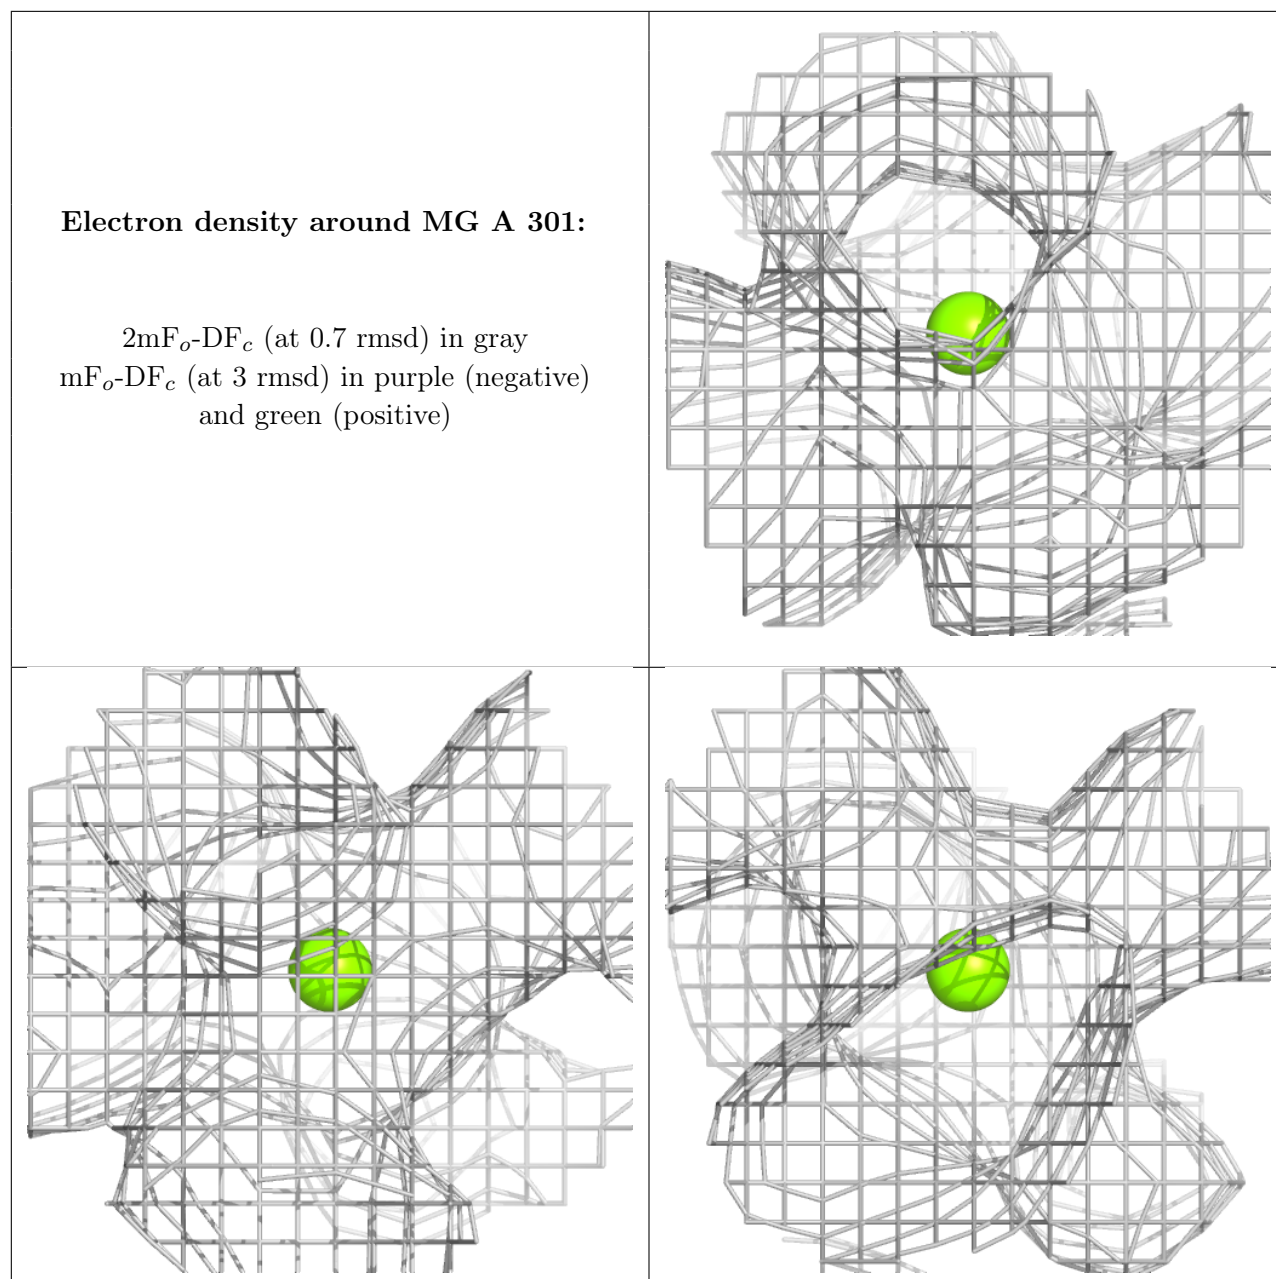 Electron density around MG A 301:
2mFo-DFc (at 0.7 rmsd) in gray
mFo-DFc (at 3 rmsd) in purple (negative)
and green (positive)